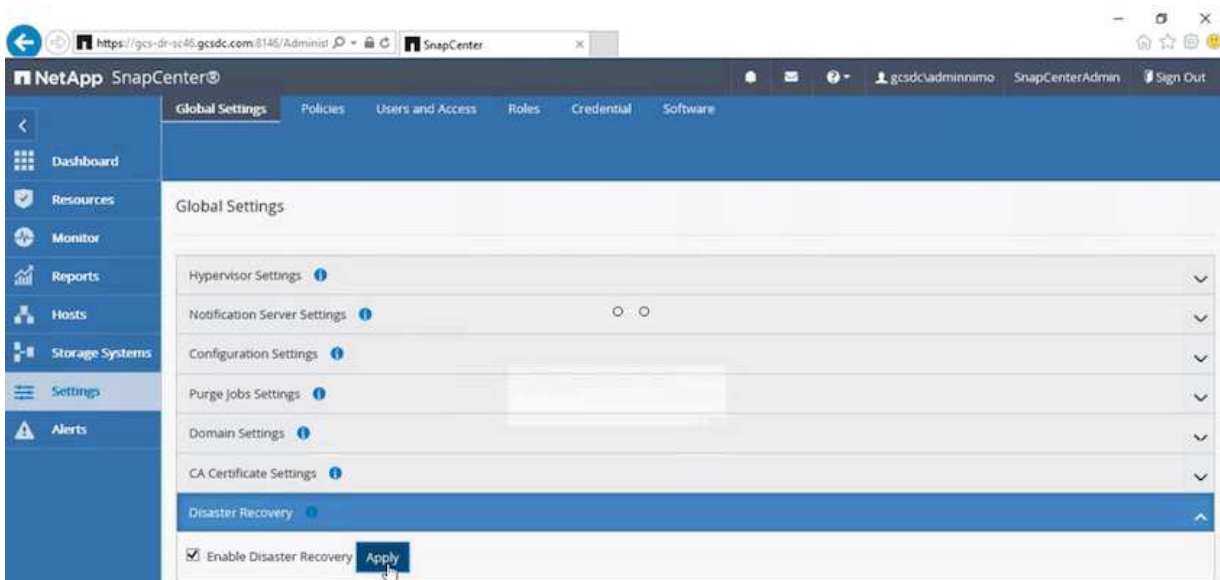 https://gcs-dr-sc46.gcsdc.com:8146/Administ
SnapCenter
NetApp SnapCenter®
gcsdc\adminnimo SnapCenterAdmin Sign Out
Global Settings Policies Users and Access Roles Credential Software
Dashboard
Resources
Monitor
Reports
Hosts
Storage Systems
Settings
Alerts
Global Settings
Hypervisor Settings
Notification Server Settings
Configuration Settings
Purge Jobs Settings
Domain Settings
CA Certificate Settings
Disaster Recovery
Enable Disaster Recovery Apply